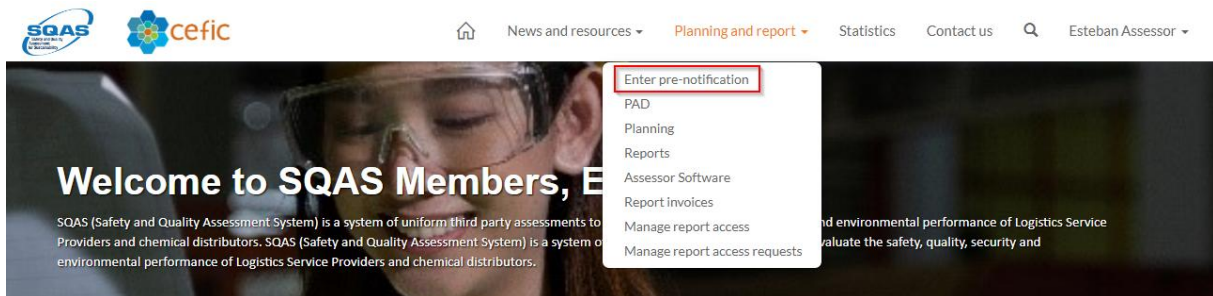 SQAS
cefic
News and resources
Planning and report
Statistics
Contact us
Esteban Assessor
Enter pre-notification
PAD
Planning
Reports
Assessor Software
Report invoices
Manage report access
Manage report access requests
Welcome to SQAS Members, E
SQAS (Safety and Quality Assessment System) is a system of uniform third party assessments to
nd environmental performance of Logistics Service
Providers and chemical distributors. SQAS (Safety and Quality Assessment System) is a system o
valuate the safety, quality, security and
environmental performance of Logistics Service Providers and chemical distributors.